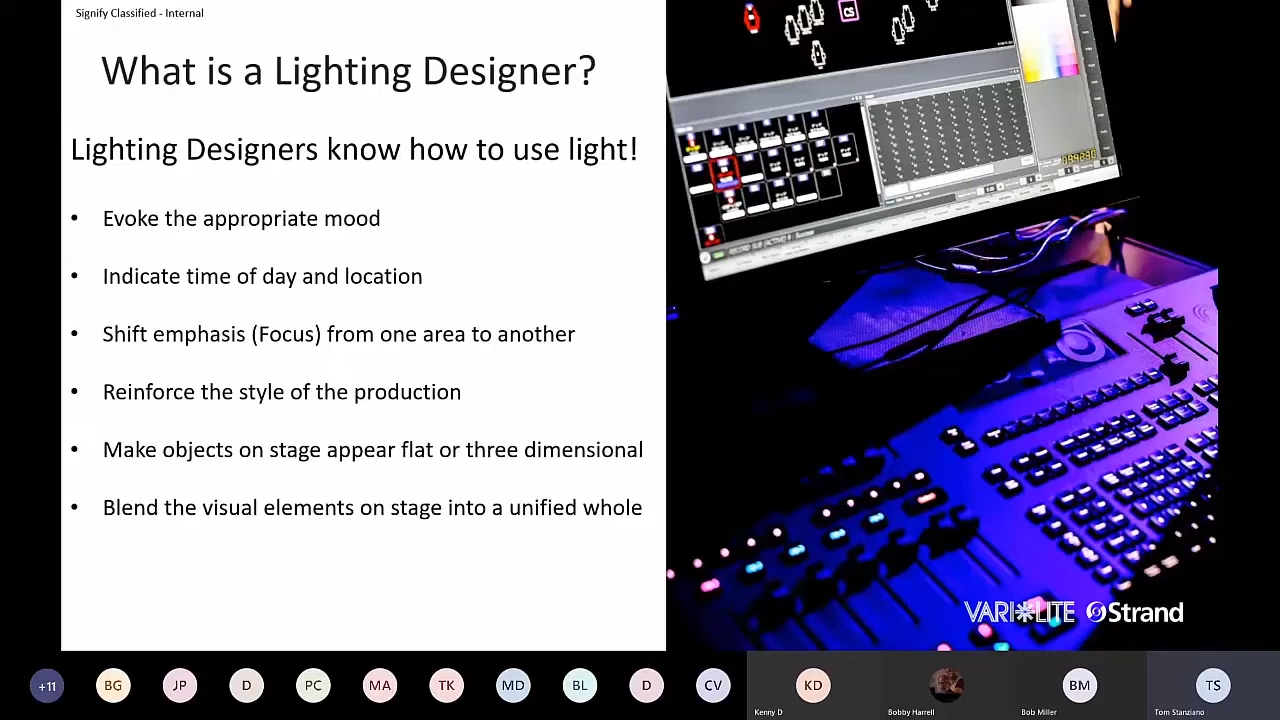 Signify Classified - Internal
What is a Lighting Designer?
Lighting Designers know how to use light!
• Evoke the appropriate mood
• Indicate time of day and location
• Shift emphasis (Focus) from one area to another
• Reinforce the style of the production
• Make objects on stage appear flat or three dimensional
• Blend the visual elements on stage into a unified whole
CS
VARI LITE Strand
+11 BG JP D PC MA TK MD BL D CV KD BM TS
Kenny D Bobby Harrell Bob Miller Tom Stanziano